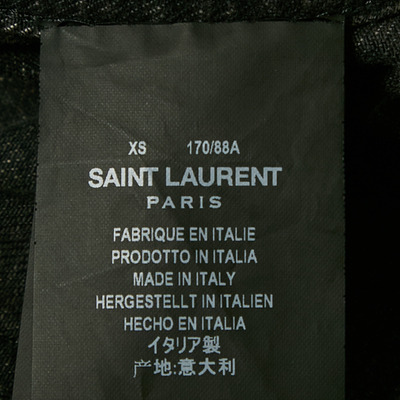 XS 170/88A
SAINT LAURENT
PARIS
FABRIQUE EN ITALIE
PRODOTTO IN ITALIA
MADE IN ITALY
HERGESTELLT IN ITALIEN
HECHO EN ITALIA
イタリア製
产地:意大利